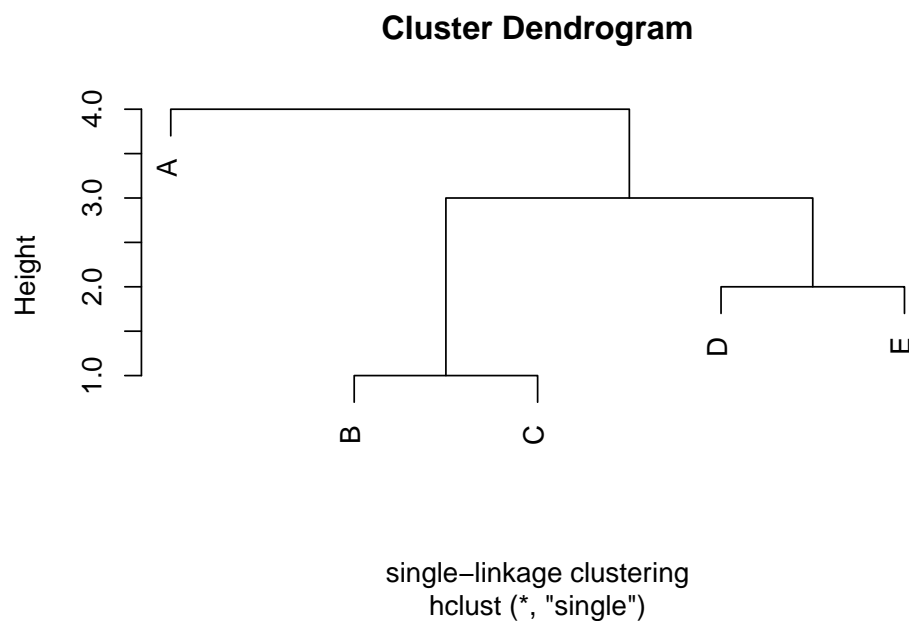 Cluster Dendrogram
Height
4.0
3.0
2.0
1.0
A
B
C
D
E
single−linkage clustering
hclust (*, "single")